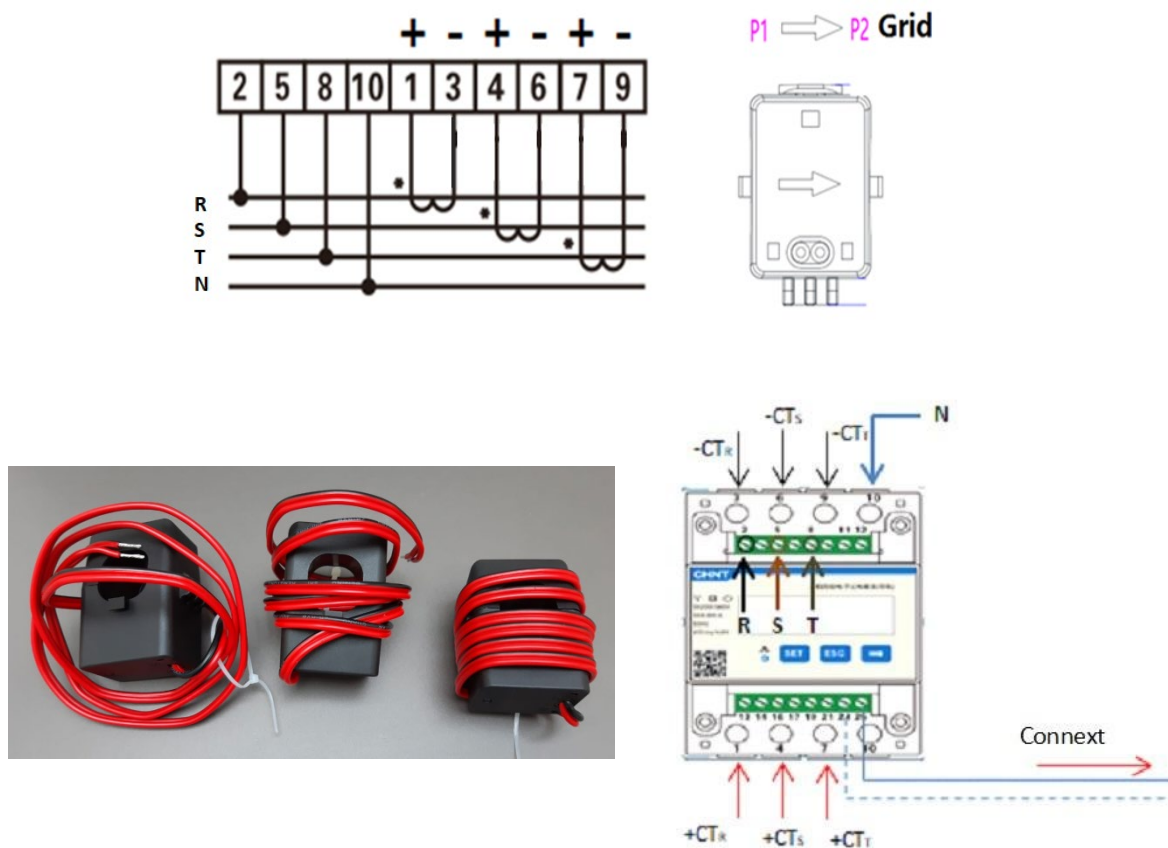 + - + - + -
2 5 8 10 1 3 4 6 7 9
R
S
T
N
P1 P2 Grid
-CTR
-CTS
-CTT
N
3 6 9 10
2 5 8 11 12
CHNT
R S T
SET ESC
13 14 16 17 19 21
1 4 7 10
Connext
+CTR
+CTS
+CTT